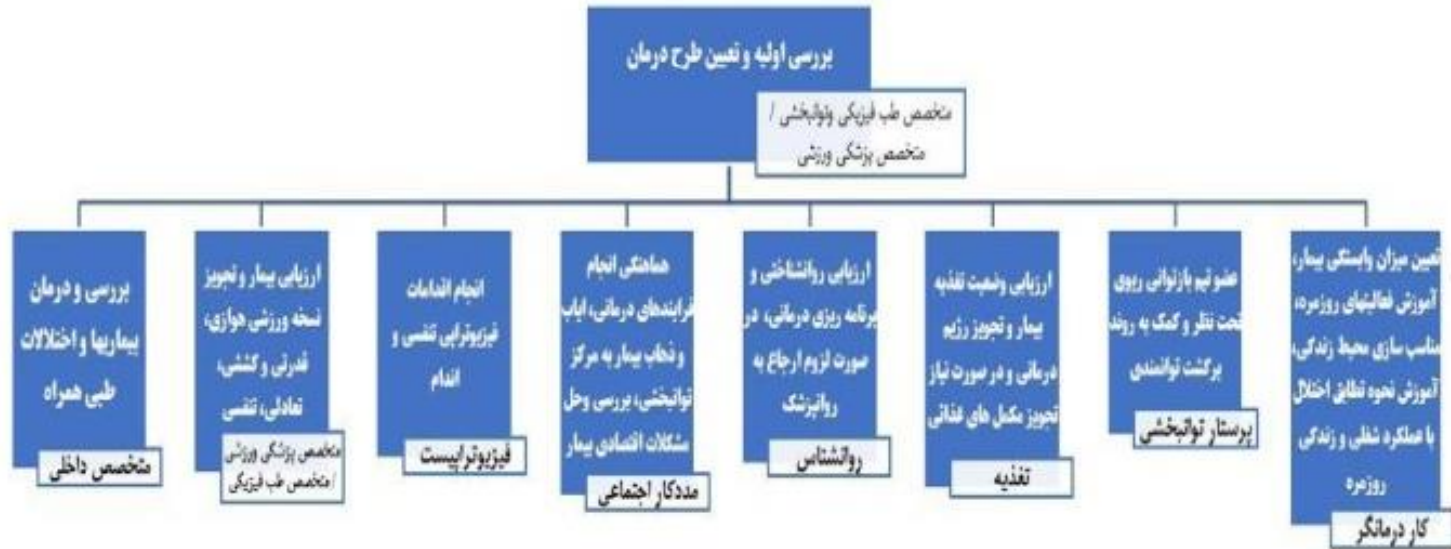 بررسی اولیه و تعیین طرح درمان
متخصص طب فیزیکی وتوانبخشی /
متخصص پزشکی ورزشی
تعیین میزان وابستگی بیمار،
آموزش فعالیتهای روزمره،
مناسب سازی محیط زندگی،
آموزش نحوه تطابق اختلال
با عملکرد شغلی و زندگی
روزمره
کار درمانگر
عضو تیم بازتوانی ریوی
تحت نظر و کمک به روند
برگشت توانمندی
پرستار توانبخشی
ارزیابی وضعیت تغذیه
بیمار و تجویز رژیم
درمانی و در صورت نیاز
تجویز مکمل های غذائی
تغذیه
ارزیابی روانشناختی و
برنامه ریزی درمانی، در
صورت لزوم ارجاع به
روانپزشک
روانشناس
هماهنگی انجام
فرایندهای درمانی، ایاب
و ذهاب بیمار به مرکز
توانبخشی، بررسی وحل
مشکلات اقتصادی بیمار
مددکار اجتماعی
انجام اقدامات
فیزیوتراپی تنفسی و
اندام
فیزیوتراپیست
ارزیابی بیمار و تجویز
نسخه ورزشی هوازی،
قدرتی و کششی،
تعادلی، تنفسی
متخصص پزشکی ورزشی
/ متخصص طب فیزیکی
بررسی و درمان
بیماریها و اختلالات
طبی همراه
متخصص داخلی